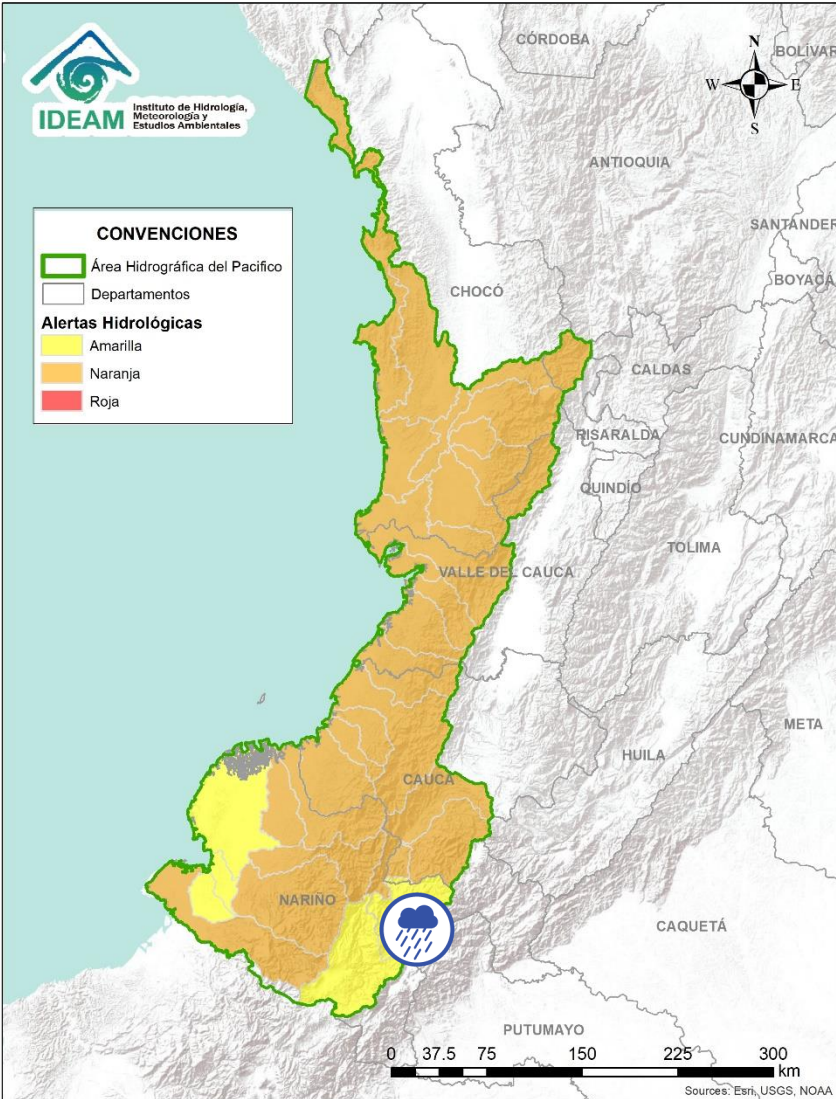 IDEAM
Instituto de Hidrología,
Meteorología y
Estudios Ambientales
N
W
E
S
CONVENCIONES
Área Hidrográfica del Pacifico
Departamentos
Alertas Hidrológicas
Amarilla
Naranja
Roja
CÓRDOBA
BOLÍVAR
ANTIOQUIA
SANTANDER
BOYACÁ
CHOCÓ
CALDAS
RISARALDA
CUNDINAMARCA
QUINDÍO
TOLIMA
VALLE DEL CAUCA
META
HUILA
CAUCA
NARIÑO
CAQUETÁ
PUTUMAYO
0 37.5 75 150 225 300
km
Sources: Esri, USGS, NOAA